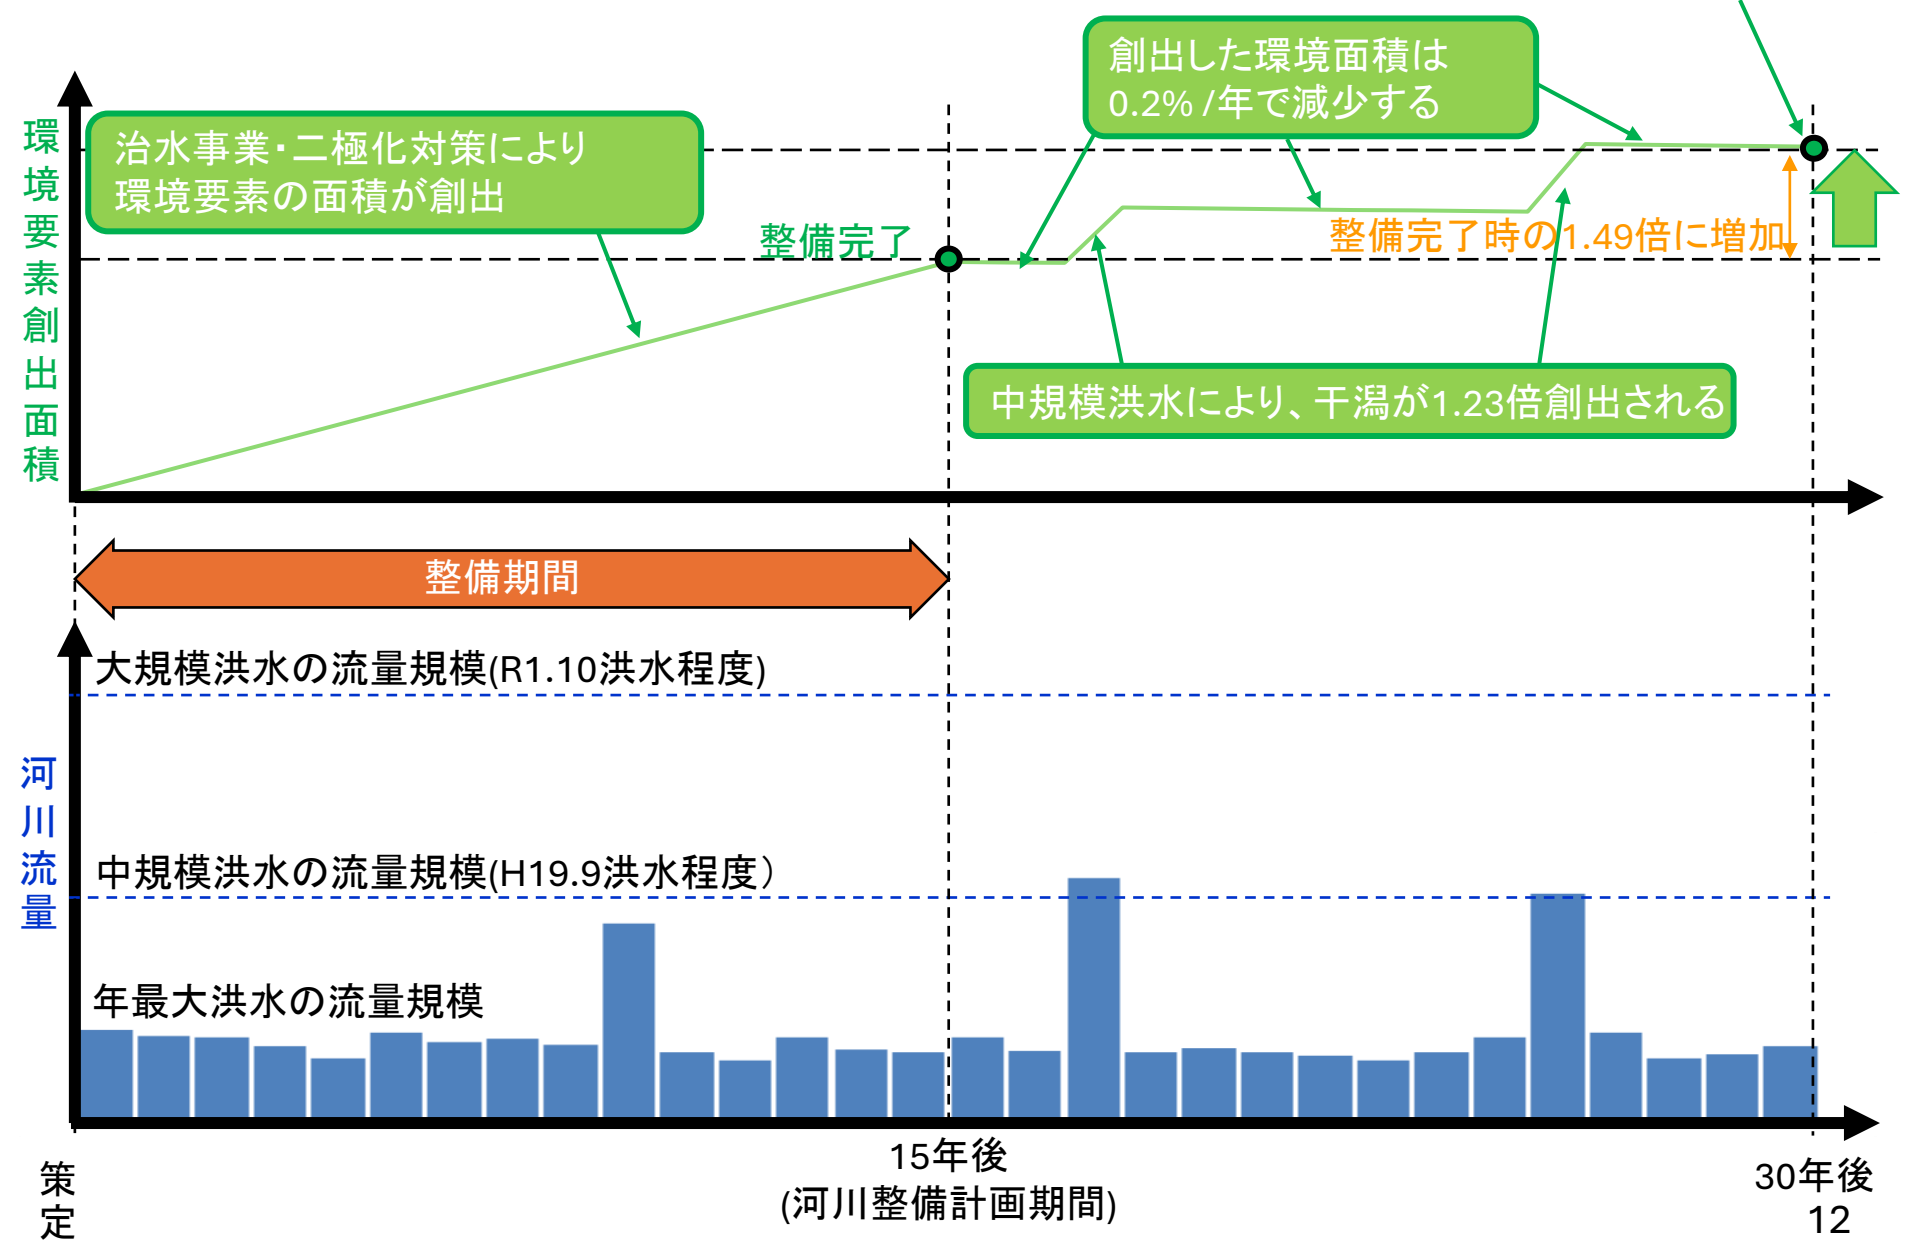 創出した環境面積は
0.2% /年で減少する
環境要素創出面積
治水事業・二極化対策により
環境要素の面積が創出
整備完了
整備完了時の1.49倍に増加
中規模洪水により、干潟が1.23倍創出される
整備期間
大規模洪水の流量規模(R1.10洪水程度)
河川流量
中規模洪水の流量規模(H19.9洪水程度）
年最大洪水の流量規模
策定
15年後
(河川整備計画期間)
30年後
12